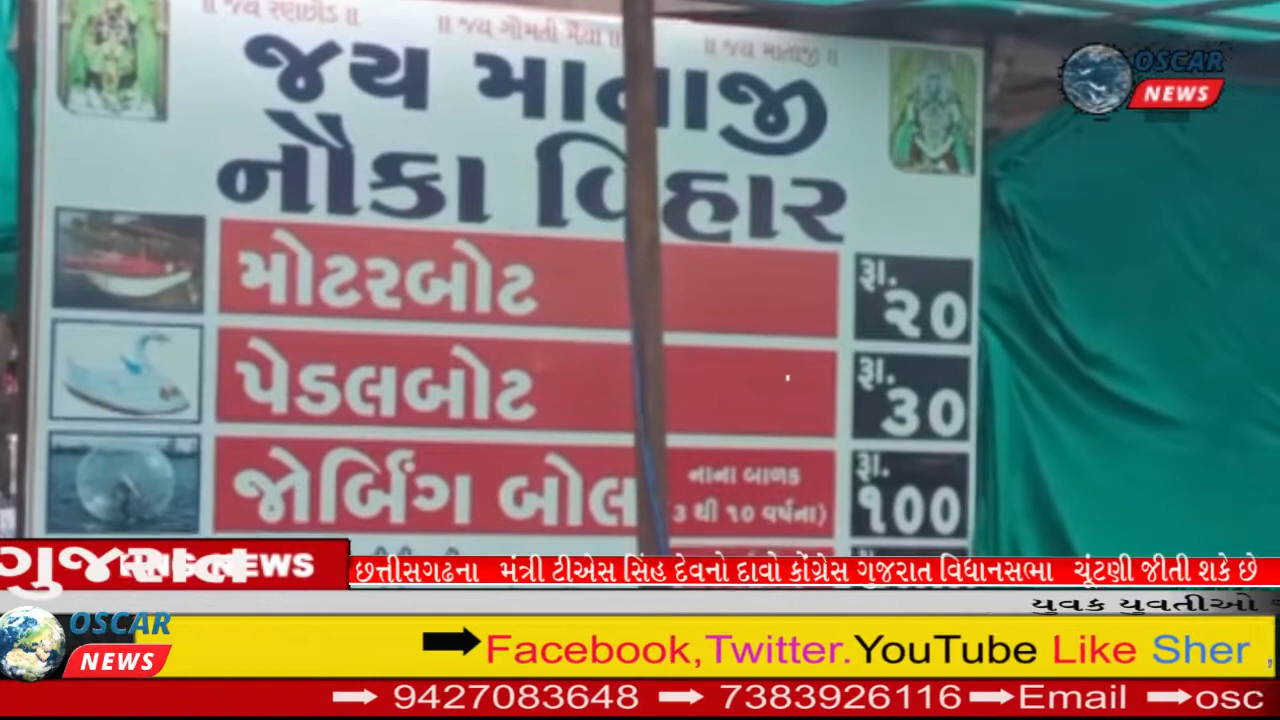 ॥ જય રણછોડ ॥
॥ જય ગોમતી મૈયા ॥
॥ જય માતાજી ॥
જય માતાજી
નૌકા વિહાર
મોટરબોટ રૂા. ૨૦
પેડલબોટ રૂા. ૩૦
જોર્બિંગ બોલ નાના બાળક (૩ થી ૧૦ વર્ષના) રૂા. ૧૦૦
OSCAR
NEWS
ગુજરાત
NEWS
છત્તીસગઢના મંત્રી ટીએસ સિંહ દેવનો દાવો કોંગ્રેસ ગુજરાત વિધાનસભા ચૂંટણી જીતી શકે છે
યુવક યુવતીઓ
OSCAR
NEWS
Facebook,Twitter.YouTube Like Sher ,
9427083648 7383926116 Email osc